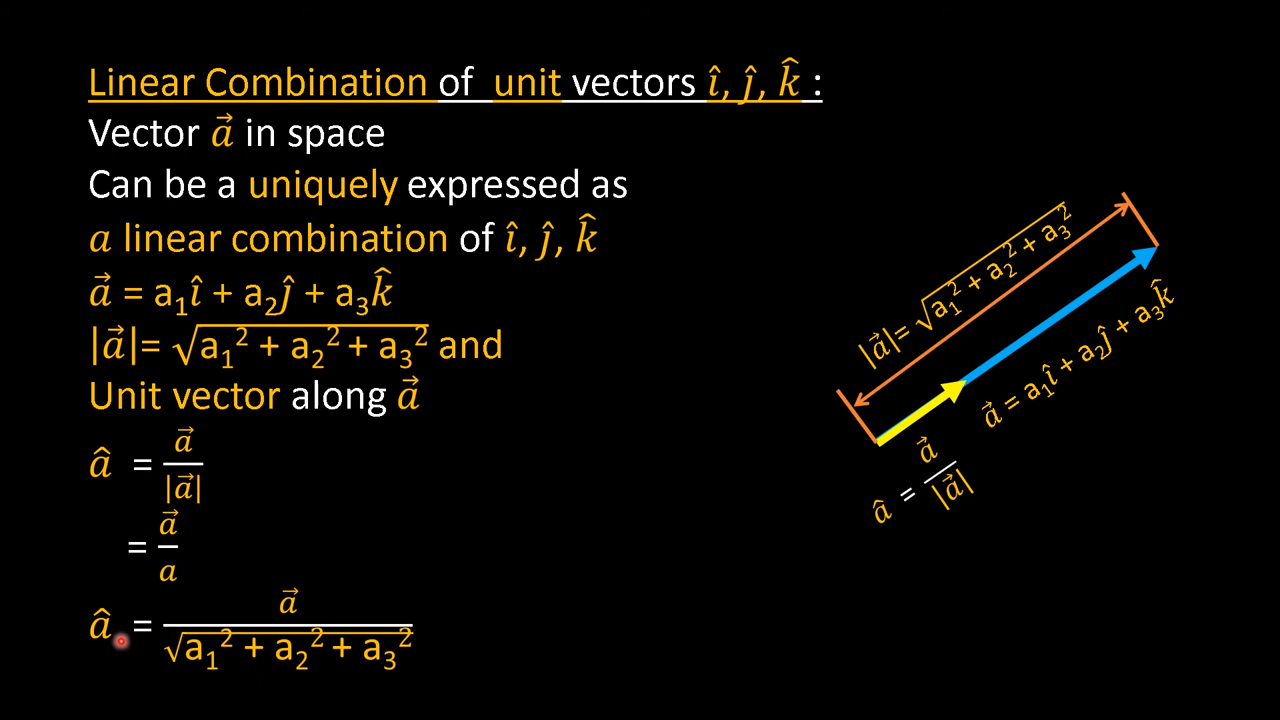 Linear Combination of unit vectors î, ĵ, k̂ :
Vector a⃗ in space
Can be a uniquely expressed as
a linear combination of î, ĵ, k̂
a⃗ = a₁î + a₂ĵ + a₃k̂
|a⃗|= √(a₁² + a₂² + a₃²) and
Unit vector along a⃗
â = a⃗/|a⃗|
= a⃗/a
â = a⃗/√(a₁² + a₂² + a₃²)
|a⃗|= √(a₁² + a₂² + a₃²)
a⃗ = a₁î + a₂ĵ + a₃k̂
â = a⃗/|a⃗|